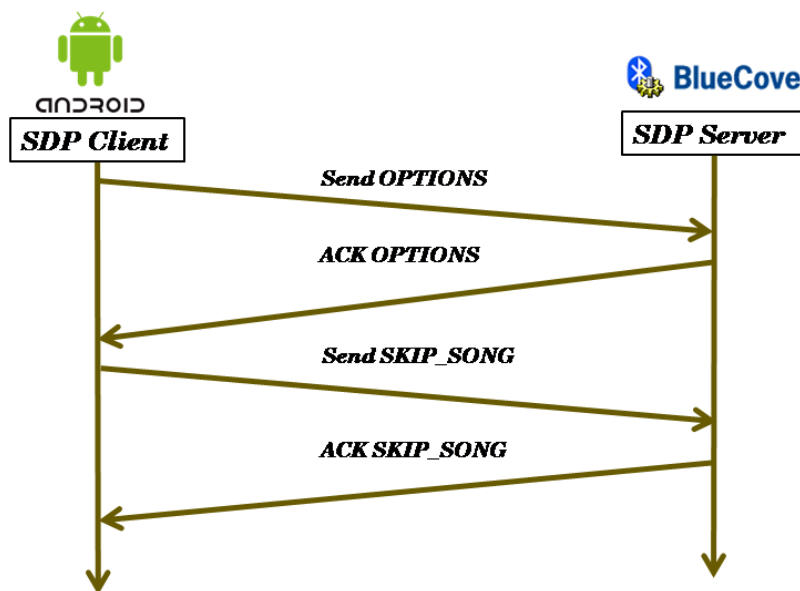 ANDROID
BlueCove
SDP Client
SDP Server
Send OPTIONS
ACK OPTIONS
Send SKIP_SONG
ACK SKIP_SONG